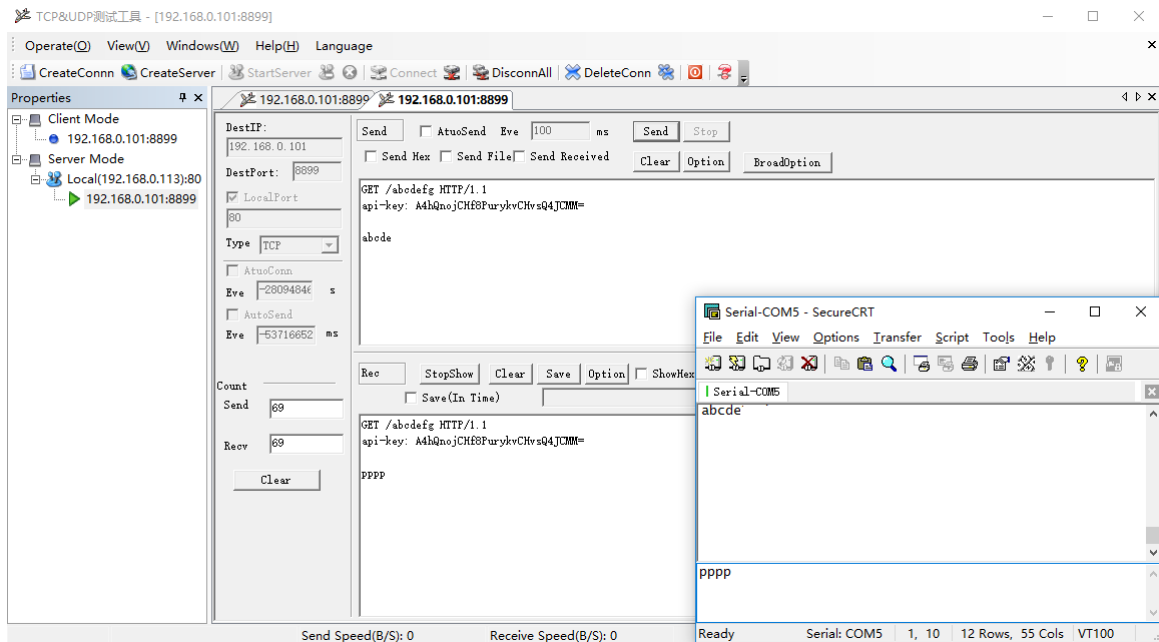 TCP&UDP测试工具 - [192.168.0.101:8899]
Operate(O) View(V) Windows(W) Help(H) Language
CreateConnn CreateServer StartServer Connect DisconnAll DeleteConn
Properties
192.168.0.101:8899 192.168.0.101:8899
Client Mode
192.168.0.101:8899
Server Mode
Local(192.168.0.113):80
192.168.0.101:8899
DestIP:
192.168.0.101
DestPort: 8899
LocalPort
80
Type TCP
AtuoConn
Eve -28094846 s
AutoSend
Eve -53716652 ms
Count
Send 69
Recv 69
Clear
Send AtuoSend Eve 100 ms Send Stop
Send Hex Send File Send Received Clear Option BroadOption
GET /abcdefg HTTP/1.1
api-key: A4hQnojCHf8PurykvCHvsQ4JCMM=
abcde
Rec StopShow Clear Save Option ShowHex
Save(In Time)
GET /abcdefg HTTP/1.1
api-key: A4hQnojCHf8PurykvCHvsQ4JCMM=
PPPP
Send Speed(B/S): 0 Receive Speed(B/S): 0
Serial-COM5 - SecureCRT
File Edit View Options Transfer Script Tools Help
Serial-COM5
abcde
pppp
Ready Serial: COM5 1, 10 12 Rows, 55 Cols VT100